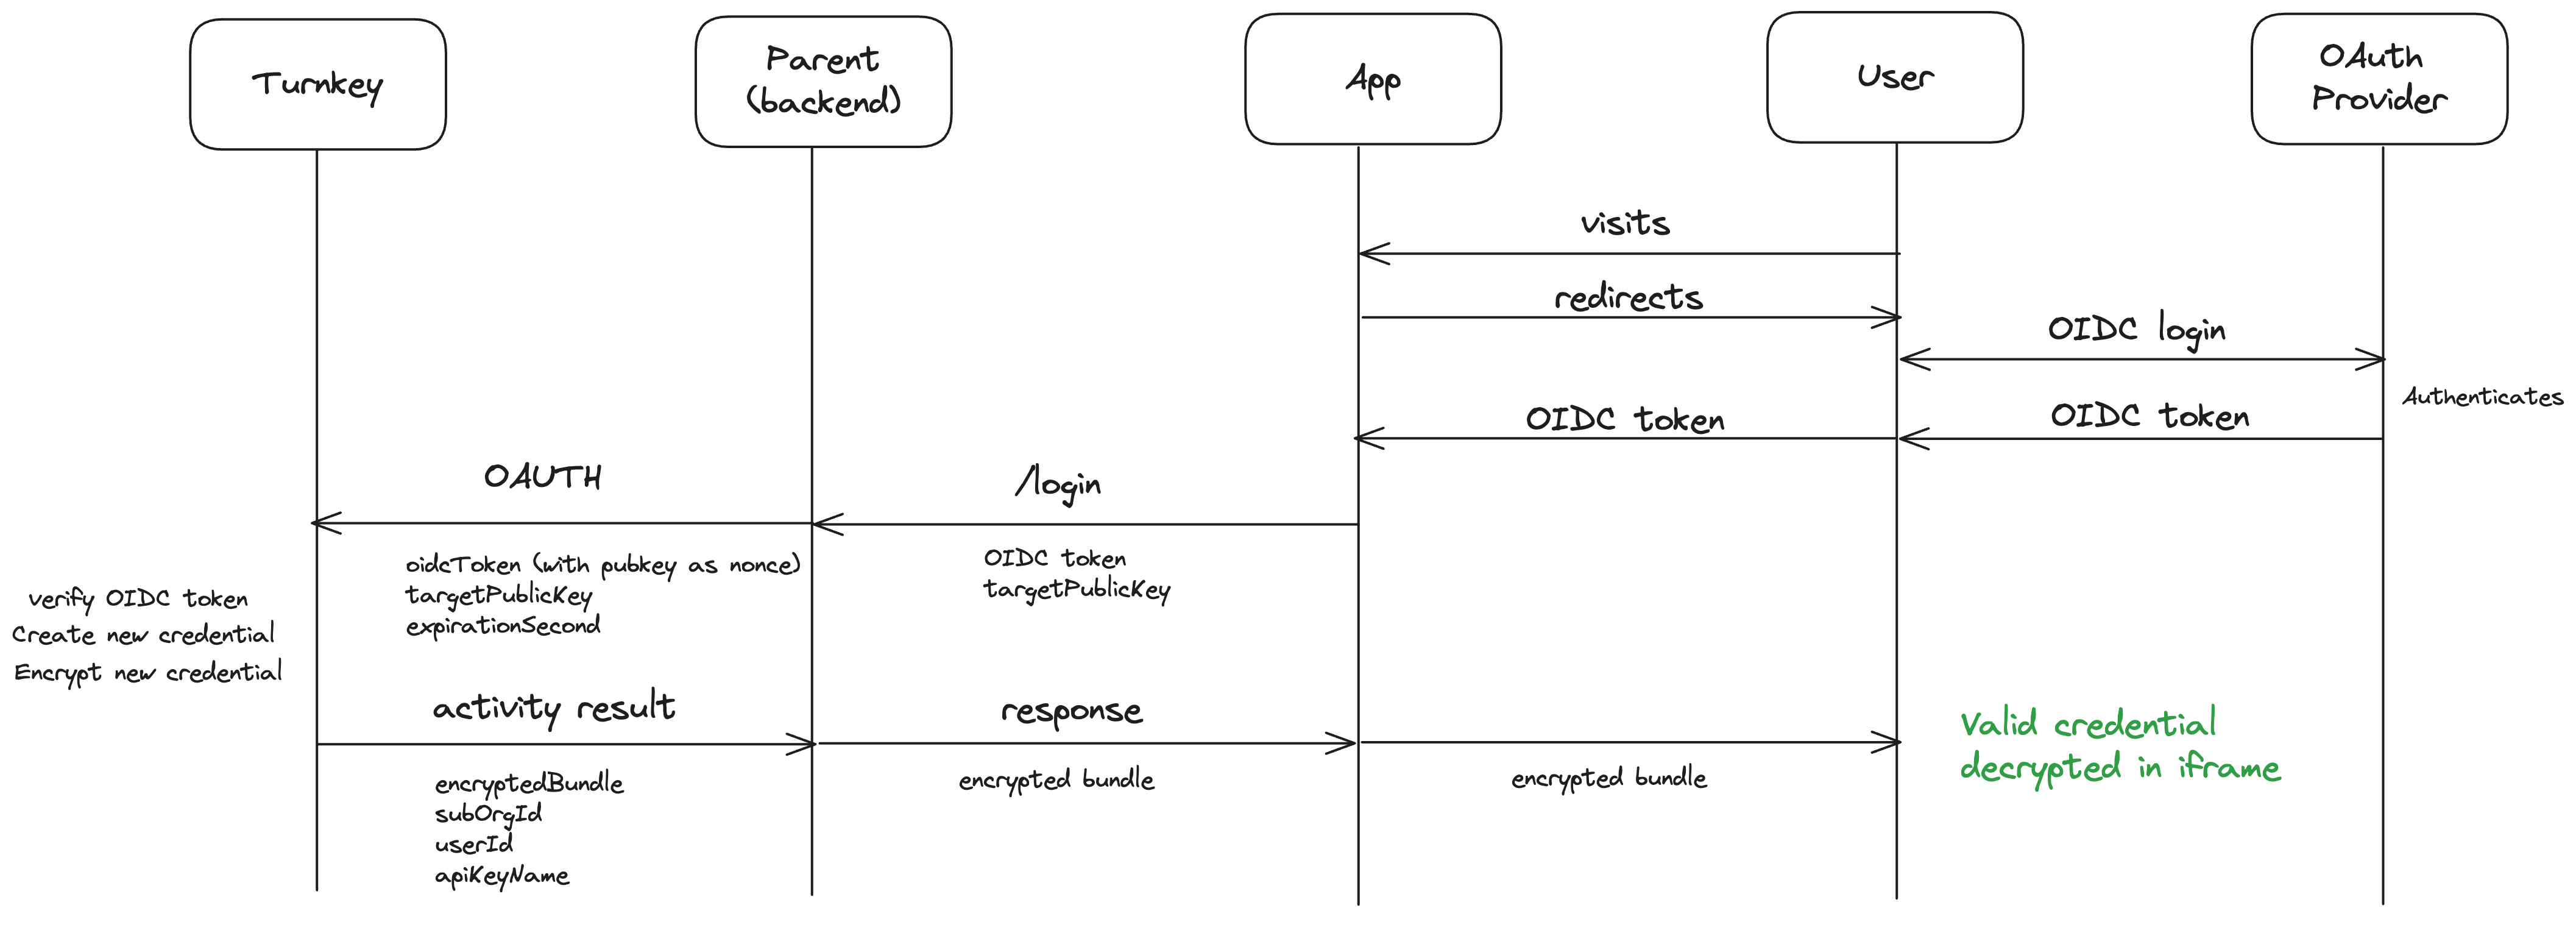 Turnkey
Parent
(backend)
App
User
OAuth
Provider
visits
redirects
OIDC login
Authenticates
OIDC token
OIDC token
OAUTH
/login
oidcToken (with pubkey as nonce)
targetPublicKey
expirationSecond
OIDC token
targetPublicKey
verify OIDC token
Create new credential
Encrypt new credential
activity result
response
encryptedBundle
subOrgId
userId
apiKeyName
encrypted bundle
encrypted bundle
Valid credential
decrypted in iframe